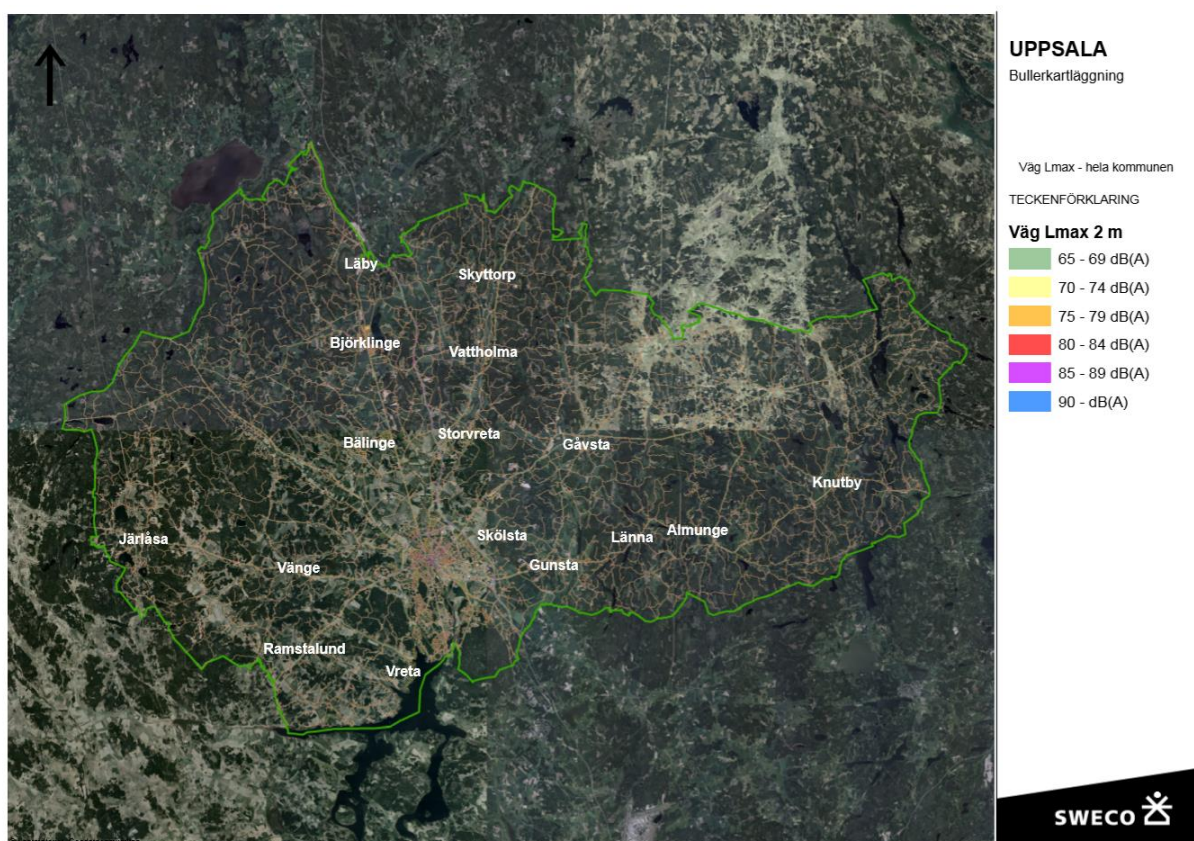 UPPSALA
Bullerkartläggning
Väg Lmax - hela kommunen
TECKENFÖRKLARING
Väg Lmax 2 m
65 - 69 dB(A)
70 - 74 dB(A)
75 - 79 dB(A)
80 - 84 dB(A)
85 - 89 dB(A)
90 - dB(A)
Läby
Skyttorp
Björklinge
Vattholma
Bälinge
Storvreta
Gåvsta
Knutby
Järlåsa
Skölsta
Länna
Almunge
Vänge
Gunsta
Ramstalund
Vreta
SWECO